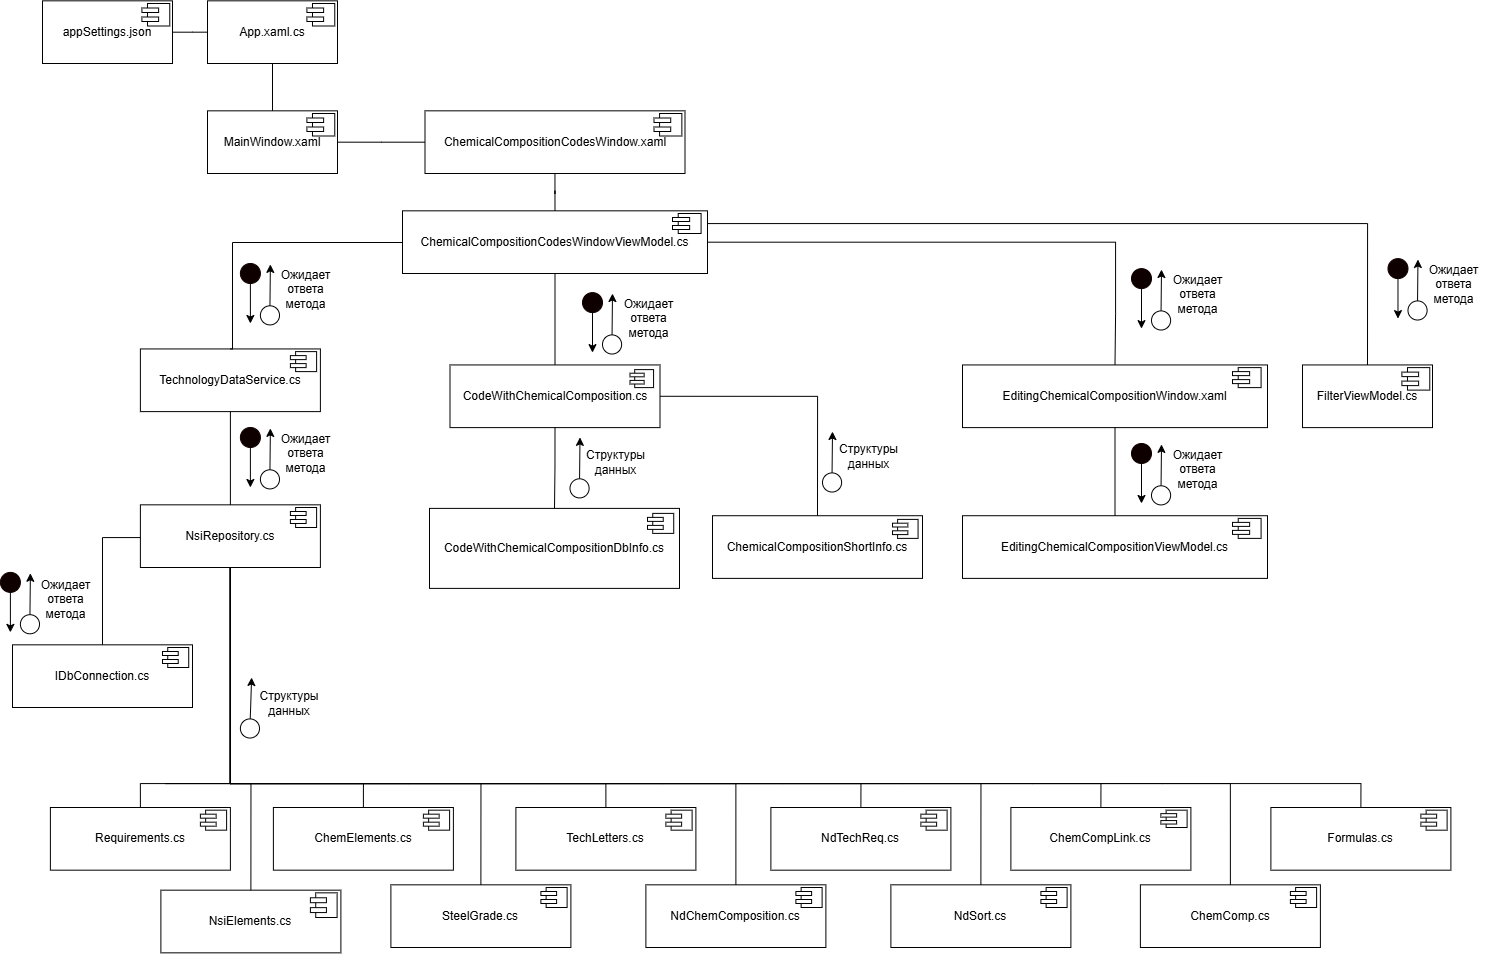 appSettings.json
App.xaml.cs
MainWindow.xaml
ChemicalCompositionCodesWindow.xaml
ChemicalCompositionCodesWindowViewModel.cs
Ожидает
ответа
метода
Ожидает
ответа
метода
Ожидает
ответа
метода
Ожидает
ответа
метода
TechnologyDataService.cs
CodeWithChemicalComposition.cs
EditingChemicalCompositionWindow.xaml
FilterViewModel.cs
Ожидает
ответа
метода
Структуры
данных
Структуры
данных
Ожидает
ответа
метода
NsiRepository.cs
CodeWithChemicalCompositionDbInfo.cs
ChemicalCompositionShortInfo.cs
EditingChemicalCompositionViewModel.cs
Ожидает
ответа
метода
IDbConnection.cs
Структуры
данных
Requirements.cs
ChemElements.cs
TechLetters.cs
NdTechReq.cs
ChemCompLink.cs
Formulas.cs
NsiElements.cs
SteelGrade.cs
NdChemComposition.cs
NdSort.cs
ChemComp.cs